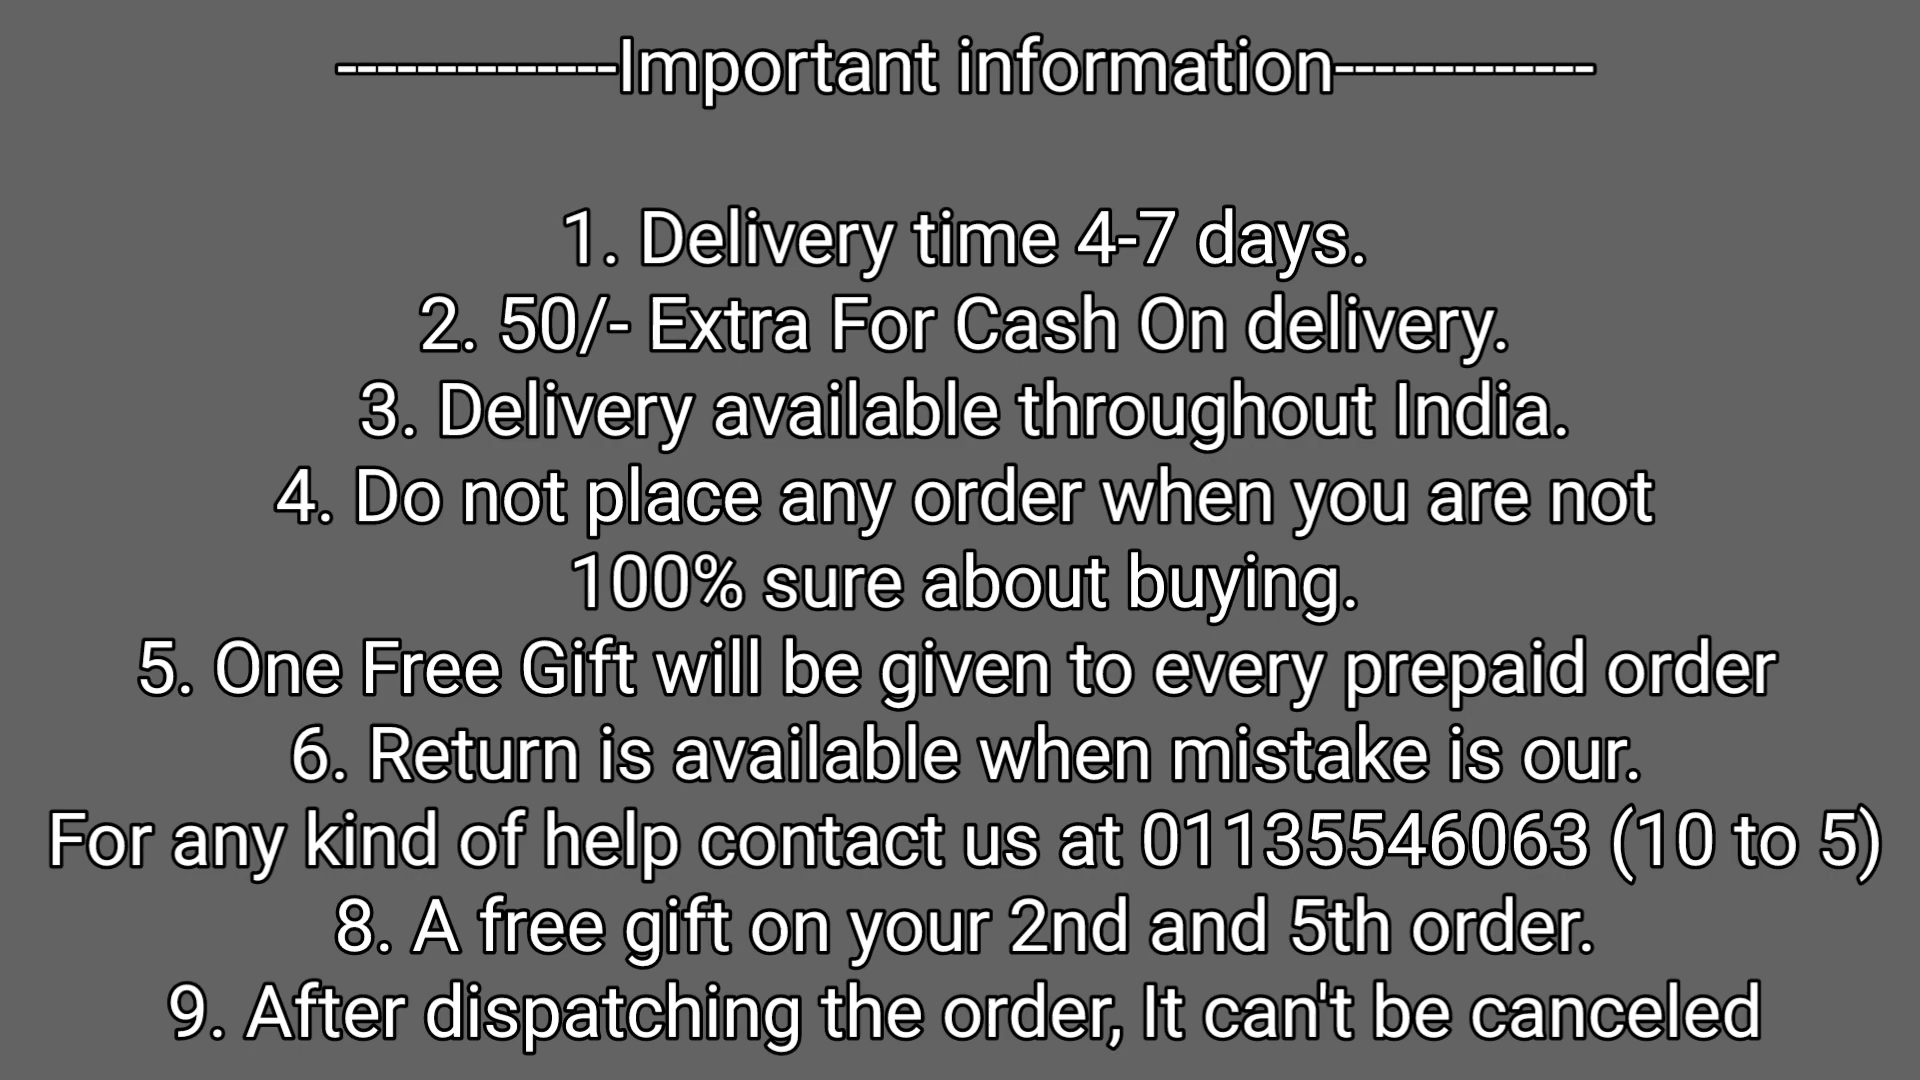 --------------Important information-------------
1. Delivery time 4-7 days.
2. 50/- Extra For Cash On delivery.
3. Delivery available throughout India.
4. Do not place any order when you are not
100% sure about buying.
5. One Free Gift will be given to every prepaid order
6. Return is available when mistake is our.
For any kind of help contact us at 01135546063 (10 to 5)
8. A free gift on your 2nd and 5th order.
9. After dispatching the order, It can't be canceled